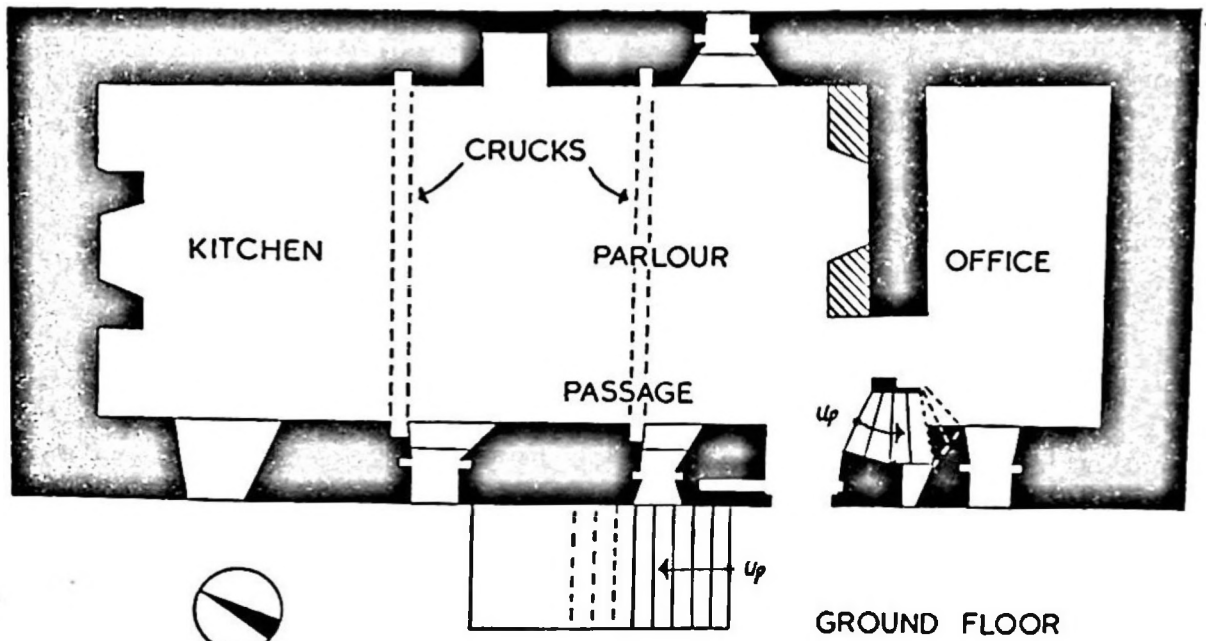 CRUCKS
KITCHEN
PARLOUR
OFFICE
PASSAGE
Up
Up
GROUND FLOOR